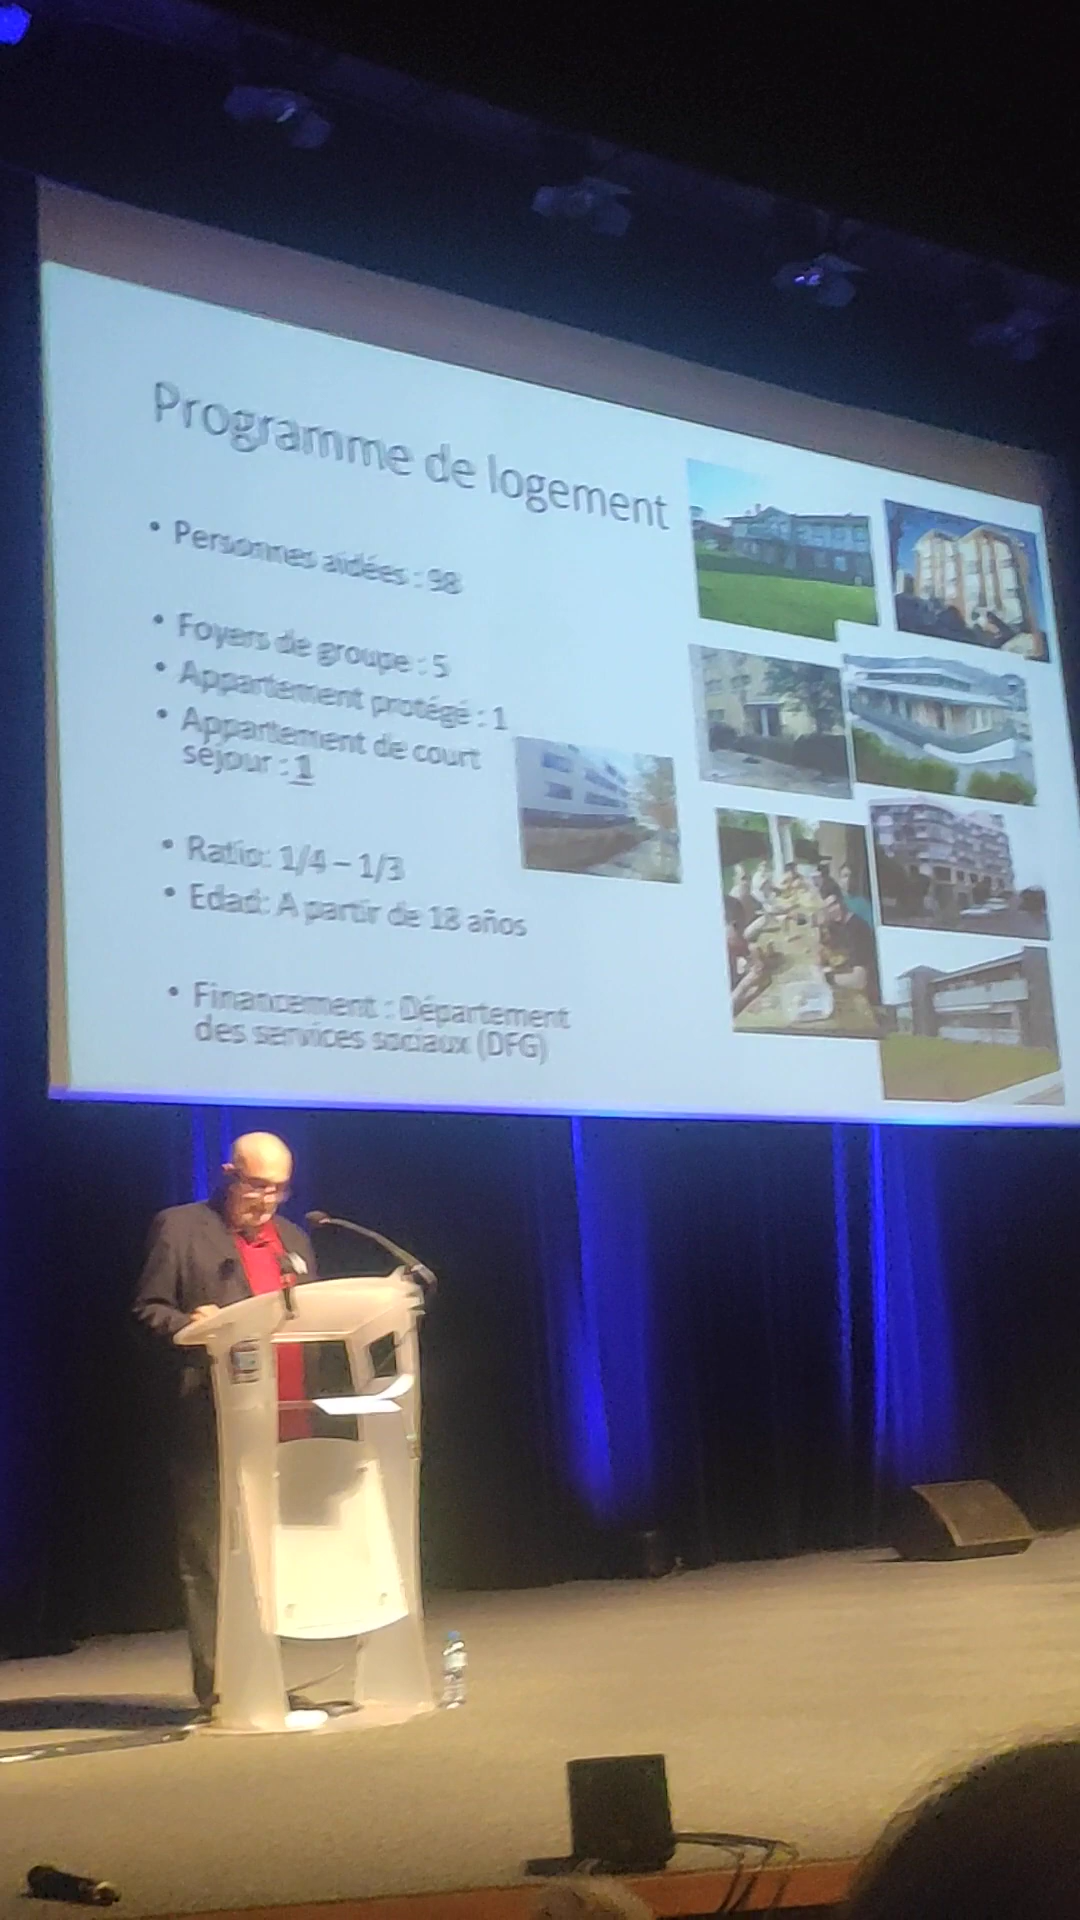 Programme de logement
• Personnes aidées : 98
• Foyers de groupe : 5
• Appartement protégé : 1
• Appartement de court
séjour : 1
• Ratio: 1/4 – 1/3
• Edad: A partir de 18 años
• Financement : Département
des services sociaux (DFG)